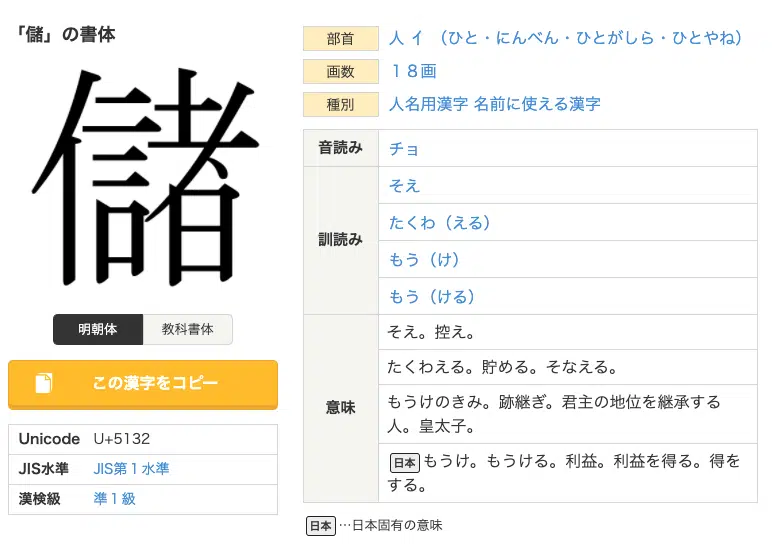 「儲」の書体
儲
明朝体 教科書体
この漢字をコピー
Unicode U+5132
JIS水準 JIS第1水準
漢検級 準1級
部首 人 亻 （ひと・にんべん・ひとがしら・ひとやね）
画数 18画
種別 人名用漢字 名前に使える漢字
音読み チョ
訓読み そえ
たくわ（える）
もう（け）
もう（ける）
意味 そえ。控え。
たくわえる。貯める。そなえる。
もうけのきみ。跡継ぎ。君主の地位を継承する
人。皇太子。
日本 もうけ。もうける。利益。利益を得る。得を
する。
日本 …日本固有の意味